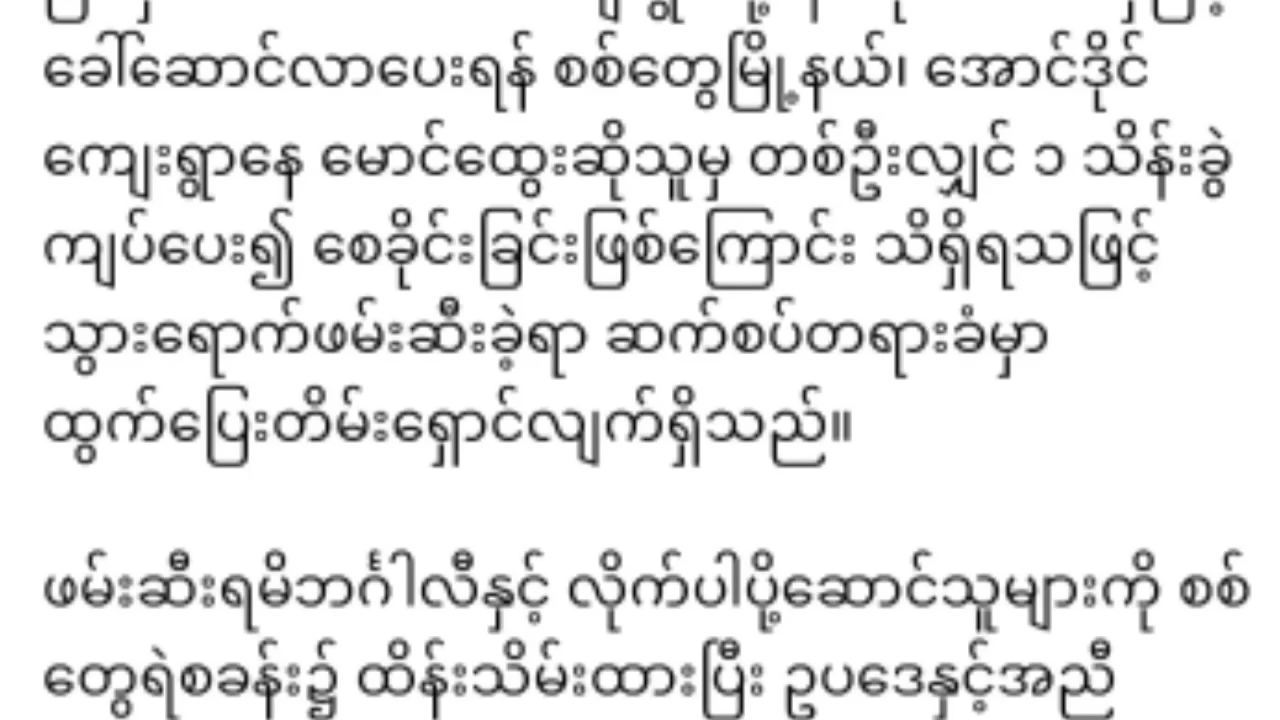 ခေါ်ဆောင်လာပေးရန် စစ်တွေမြို့နယ်၊ အောင်ဒိုင်
ကျေးရွာနေ မောင်ထွေးဆိုသူမှ တစ်ဦးလျှင် ၁ သိန်းခွဲ
ကျပ်ပေး၍ စေခိုင်းခြင်းဖြစ်ကြောင်း သိရှိရသဖြင့်
သွားရောက်ဖမ်းဆီးခဲ့ရာ ဆက်စပ်တရားခံမှာ
ထွက်ပြေးတိမ်းရှောင်လျက်ရှိသည်။
ဖမ်းဆီးရမိဘင်္ဂါလီနှင့် လိုက်ပါပို့ဆောင်သူများကို စစ်
တွေရဲစခန်း၌ ထိန်းသိမ်းထားပြီး ဥပဒေနှင့်အညီ